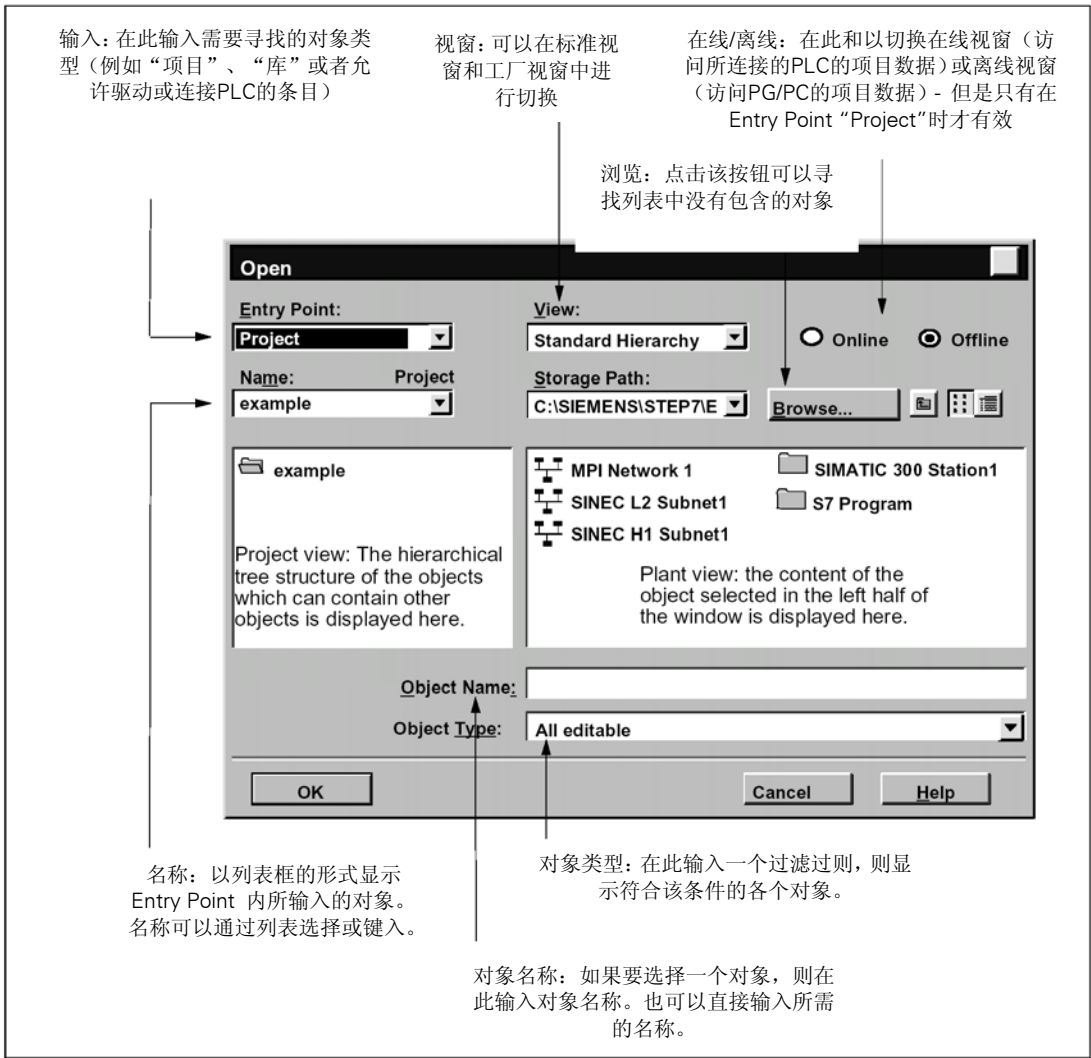 输入：在此输入需要寻找的对象类
型（例如“项目”、“库”或者允
许驱动或连接PLC的条目）
视窗：可以在标准视
窗和工厂视窗中进
行切换
在线/离线：在此和以切换在线视窗（访
问所连接的PLC的项目数据）或离线视窗
（访问PG/PC的项目数据）- 但是只有在
Entry Point “Project”时才有效
浏览：点击该按钮可以寻
找列表中没有包含的对象
Open
Entry Point:
View:
Project
Standard Hierarchy
Online
Offline
Name:
Project
Storage Path:
example
C:\SIEMENS\STEP7\E
Browse...
example
MPI Network 1
SIMATIC 300 Station1
SINEC L2 Subnet1
S7 Program
SINEC H1 Subnet1
Project view: The hierarchical
tree structure of the objects
which can contain other
objects is displayed here.
Plant view: the content of the
object selected in the left half of
the window is displayed here.
Object Name:
Object Type:
All editable
OK
Cancel
Help
名称：以列表框的形式显示
Entry Point 内所输入的对象。
名称可以通过列表选择或键入。
对象类型：在此输入一个过滤过则，则显
示符合该条件的各个对象。
对象名称：如果要选择一个对象，则在
此输入对象名称。也可以直接输入所需
的名称。